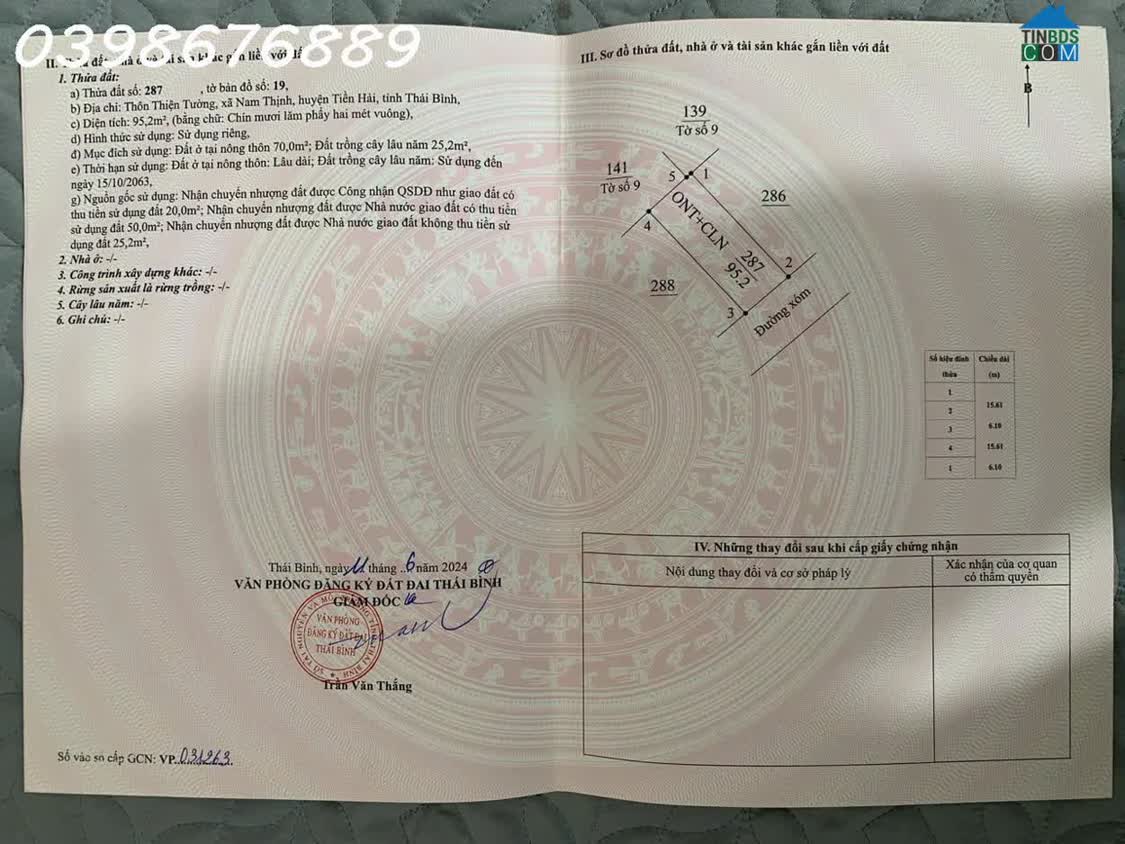 0398676889
TINBDS
COM
II. Thửa đất, nhà ở và tài sản khác gắn liền với đất
1. Thửa đất:
a) Thửa đất số: 287 , tờ bản đồ số: 19,
b) Địa chỉ: Thôn Thiện Tường, xã Nam Thịnh, huyện Tiền Hải, tỉnh Thái Bình,
c) Diện tích: 95,2m², (bằng chữ: Chín mươi lăm phẩy hai mét vuông),
d) Hình thức sử dụng: Sử dụng riêng,
đ) Mục đích sử dụng: Đất ở tại nông thôn 70,0m²; Đất trồng cây lâu năm 25,2m²,
e) Thời hạn sử dụng: Đất ở tại nông thôn: Lâu dài; Đất trồng cây lâu năm: Sử dụng đến
ngày 15/10/2063,
g) Nguồn gốc sử dụng: Nhận chuyển nhượng đất được Công nhận QSDĐ như giao đất có
thu tiền sử dụng đất 20,0m²; Nhận chuyển nhượng đất được Nhà nước giao đất có thu tiền
sử dụng đất 50,0m²; Nhận chuyển nhượng đất được Nhà nước giao đất không thu tiền sử
dụng đất 25,2m²,
2. Nhà ở: -/-
3. Công trình xây dựng khác: -/-
4. Rừng sản xuất là rừng trồng: -/-
5. Cây lâu năm: -/-
6. Ghi chú: -/-
Thái Bình, ngày 11 tháng ..6 năm 2024
VĂN PHÒNG ĐĂNG KÝ ĐẤT ĐAI THÁI BÌNH
GIÁM ĐỐC
VĂN PHÒNG
ĐĂNG KÝ ĐẤT ĐAI
THÁI BÌNH
Trần Văn Thắng
Số vào sổ cấp GCN: VP..031263.
III. Sơ đồ thửa đất, nhà ở và tài sản khác gắn liền với đất
B
139
Tờ số 9
141
Tờ số 9
5
1
286
4
ONT+CLN
287
95.2
2
288
3
Đường xóm
Số hiệu đỉnh thửa
Chiều dài (m)
1
15.61
2
6.10
3
15.61
4
6.10
1
IV. Những thay đổi sau khi cấp giấy chứng nhận
Nội dung thay đổi và cơ sở pháp lý
Xác nhận của cơ quan
có thẩm quyền